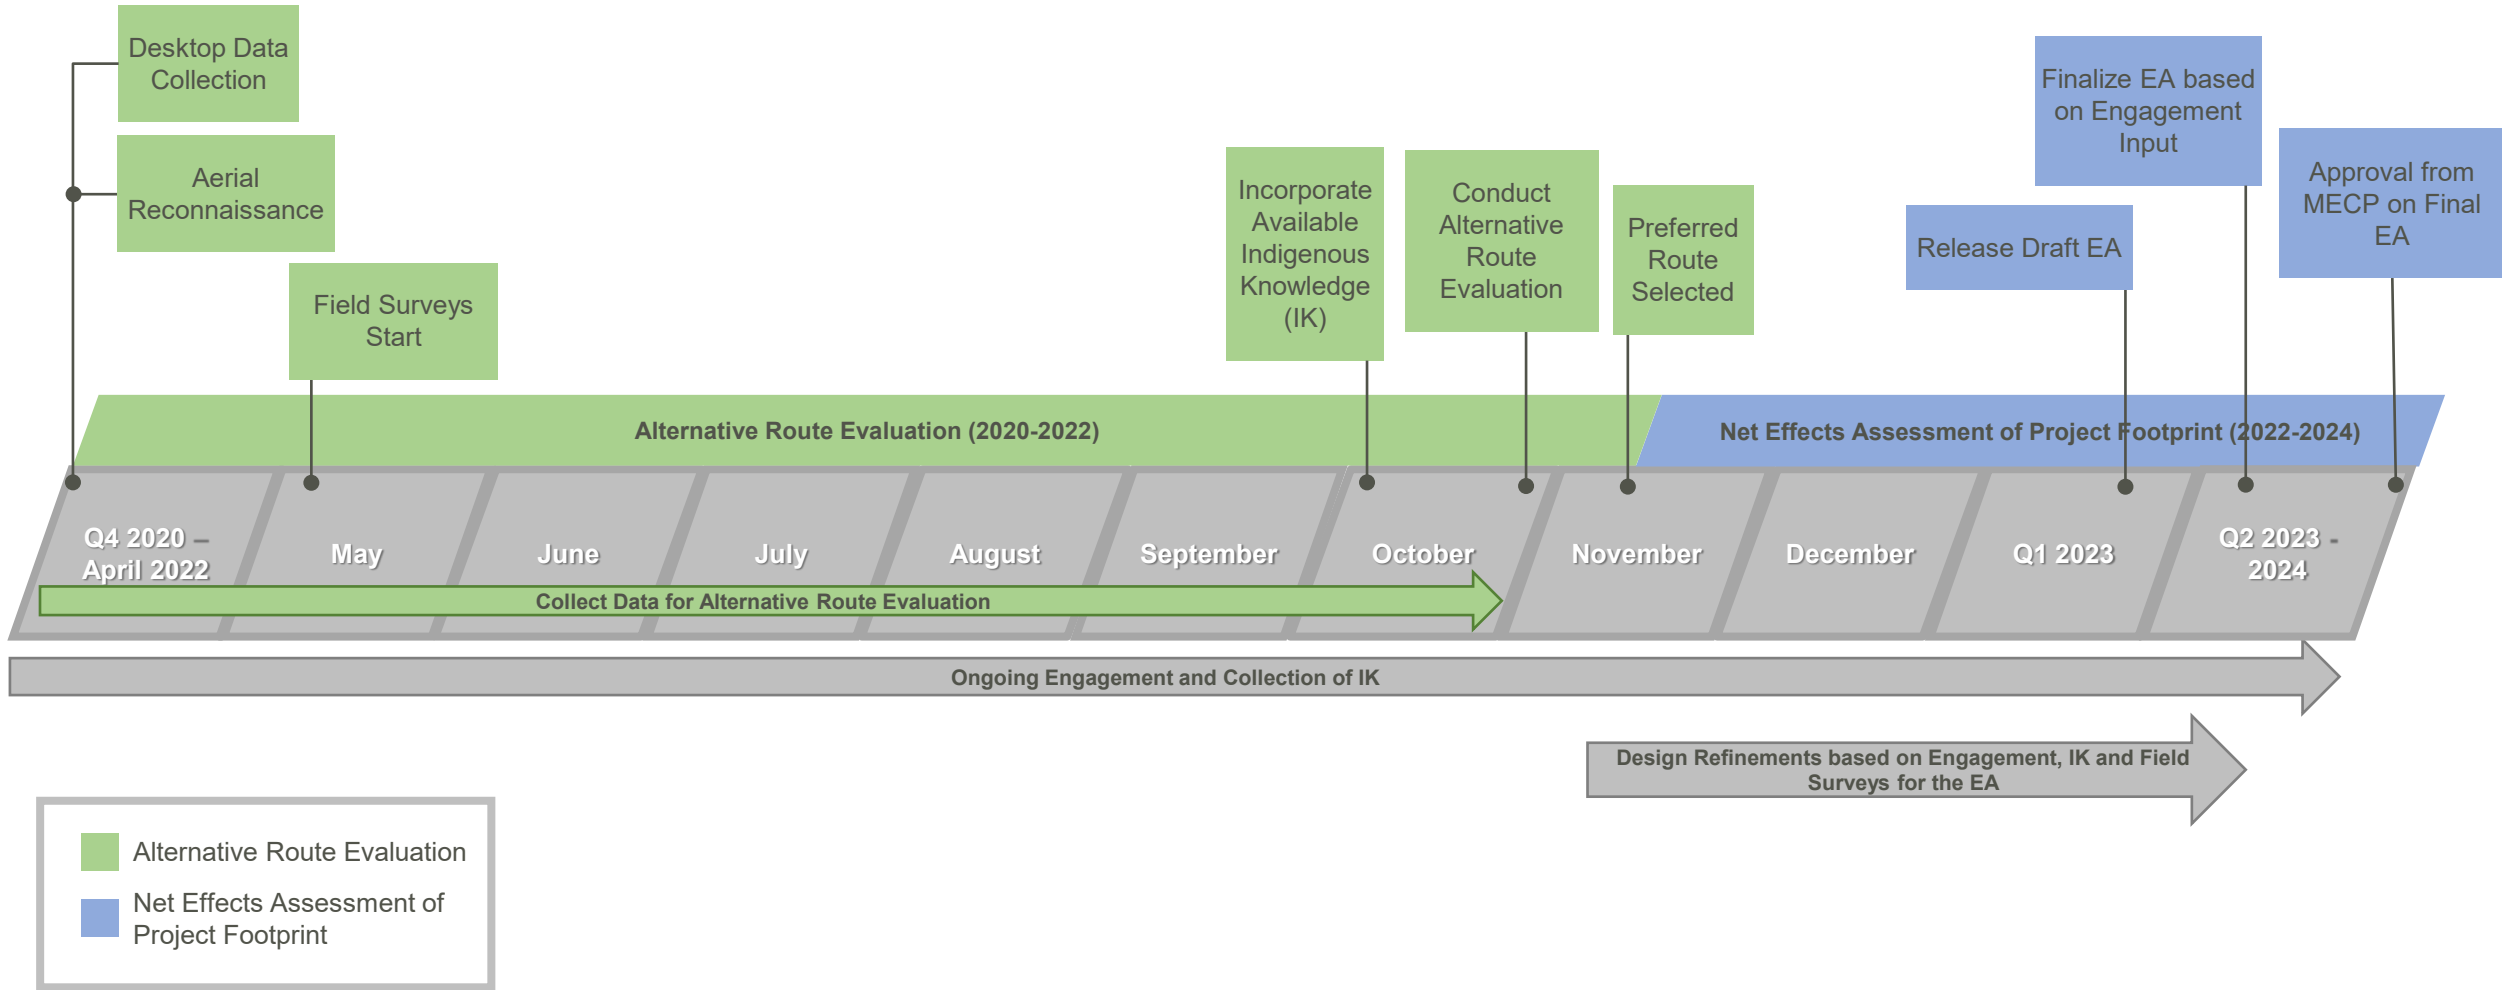 Desktop Data
Collection
Aerial
Reconnaissance
Field Surveys
Start
Incorporate
Available
Indigenous
Knowledge
(IK)
Conduct
Alternative
Route
Evaluation
Preferred
Route
Selected
Release Draft EA
Finalize EA based
on Engagement
Input
Approval from
MECP on Final
EA
Alternative Route Evaluation (2020-2022)
Net Effects Assessment of Project Footprint (2022-2024)
Q4 2020 –
April 2022
May
June
July
August
September
October
November
December
Q1 2023
Q2 2023 -
2024
Collect Data for Alternative Route Evaluation
Ongoing Engagement and Collection of IK
Design Refinements based on Engagement, IK and Field
Surveys for the EA
Alternative Route Evaluation
Net Effects Assessment of
Project Footprint